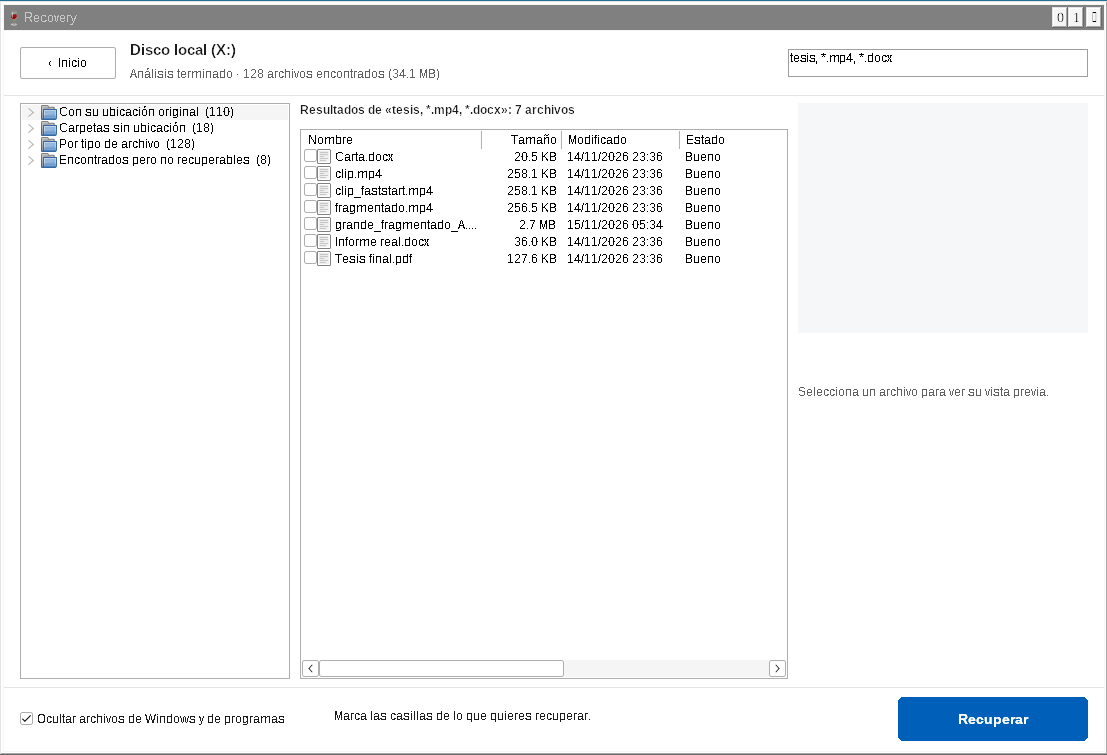 Recovery
‹ Inicio
Disco local (X:)
Análisis terminado · 128 archivos encontrados (34.1 MB)
tesis, *.mp4, *.docx
Con su ubicación original (110)
Carpetas sin ubicación (18)
Por tipo de archivo (128)
Encontrados pero no recuperables (8)
Resultados de «tesis, *.mp4, *.docx»: 7 archivos
Nombre Tamaño Modificado Estado
Carta.docx 20.5 KB 14/11/2026 23:36 Bueno
clip.mp4 258.1 KB 14/11/2026 23:36 Bueno
clip_faststart.mp4 258.1 KB 14/11/2026 23:36 Bueno
fragmentado.mp4 256.5 KB 14/11/2026 23:36 Bueno
grande_fragmentado_A.... 2.7 MB 15/11/2026 05:34 Bueno
Informe real.docx 36.0 KB 14/11/2026 23:36 Bueno
Tesis final.pdf 127.6 KB 14/11/2026 23:36 Bueno
Selecciona un archivo para ver su vista previa.
Ocultar archivos de Windows y de programas
Marca las casillas de lo que quieres recuperar.
Recuperar